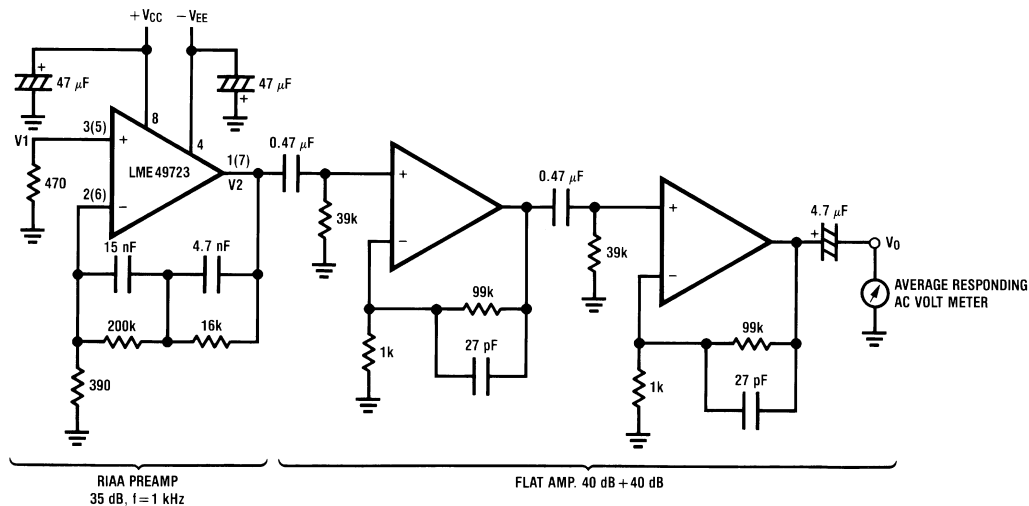 +VCC −VEE
+
47 μF
47 μF
+
8
V1
3(5)
+
4
0.47 μF
LME49723
1(7)
V2
470
2(6)
−
+
0.47 μF
39k
15 nF
4.7 nF
−
+
4.7 μF
+
VO
39k
−
99k
AVERAGE RESPONDING
AC VOLT METER
200k
16k
1k
27 pF
99k
390
1k
27 pF
RIAA PREAMP
35 dB, f=1 kHz
FLAT AMP. 40 dB+40 dB